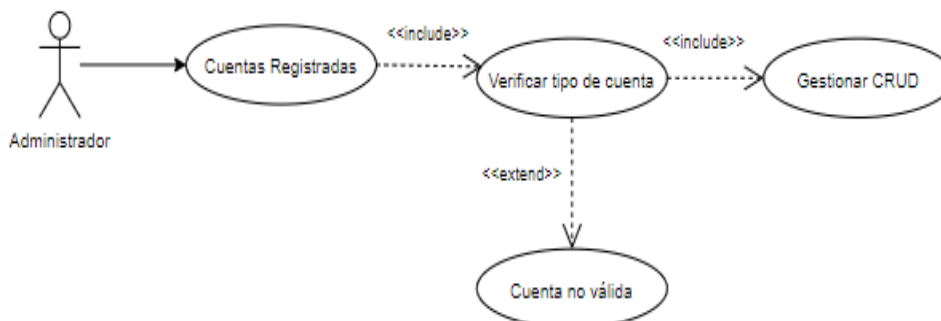 <<include>>
<<include>>
Cuentas Registradas
Verificar tipo de cuenta
Gestionar CRUD
Administrador
<<extend>>
Cuenta no válida